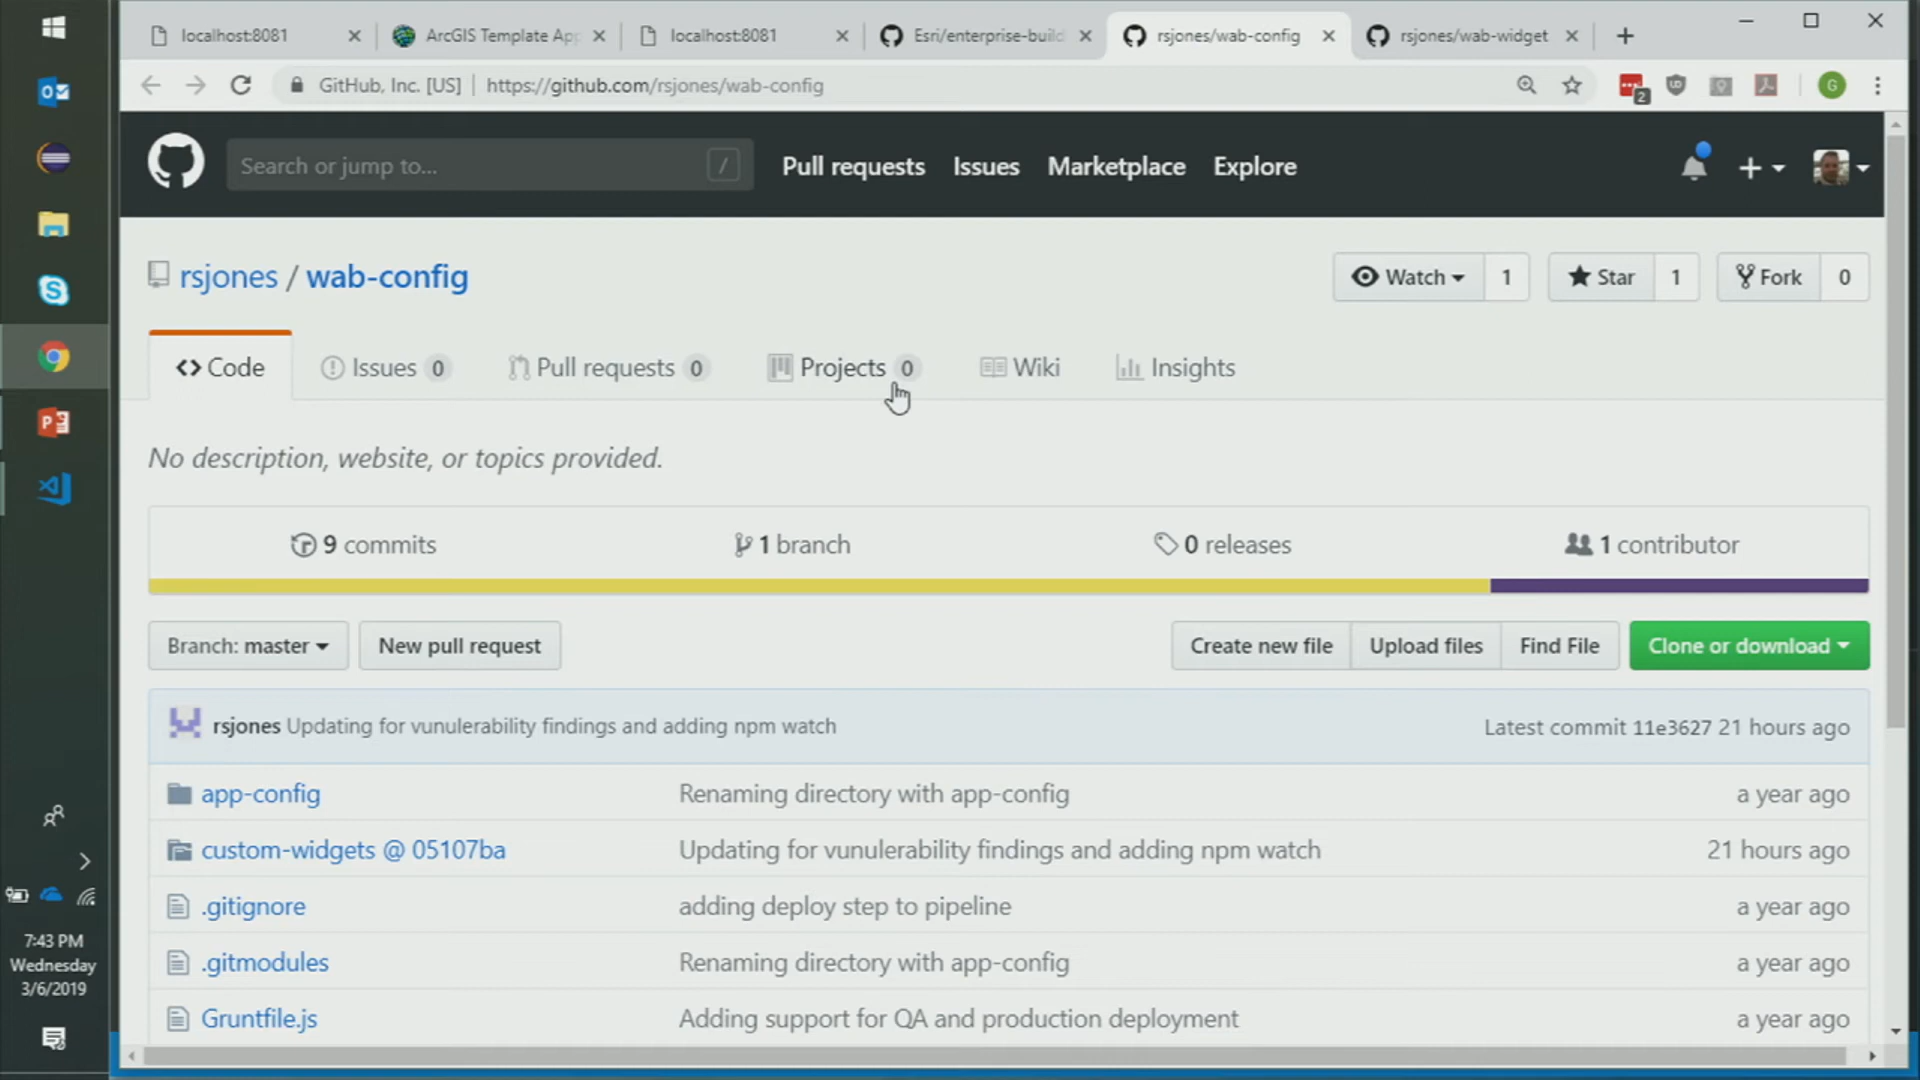 localhost:8081
ArcGIS Template App
localhost:8081
Esri/enterprise-build
rsjones/wab-config
rsjones/wab-widget
GitHub, Inc. [US] | https://github.com/rsjones/wab-config
2
G
Search or jump to...
/
Pull requests
Issues
Marketplace
Explore
rsjones / wab-config
Watch 1
Star 1
Fork 0
Code
Issues 0
Pull requests 0
Projects 0
Wiki
Insights
No description, website, or topics provided.
9 commits
1 branch
0 releases
1 contributor
Branch: master
New pull request
Create new file
Upload files
Find File
Clone or download
rsjones Updating for vunulerability findings and adding npm watch
Latest commit 11e3627 21 hours ago
app-config Renaming directory with app-config a year ago
custom-widgets @ 05107ba Updating for vunulerability findings and adding npm watch 21 hours ago
.gitignore adding deploy step to pipeline a year ago
.gitmodules Renaming directory with app-config a year ago
Gruntfile.js Adding support for QA and production deployment a year ago
7:43 PM
Wednesday
3/6/2019